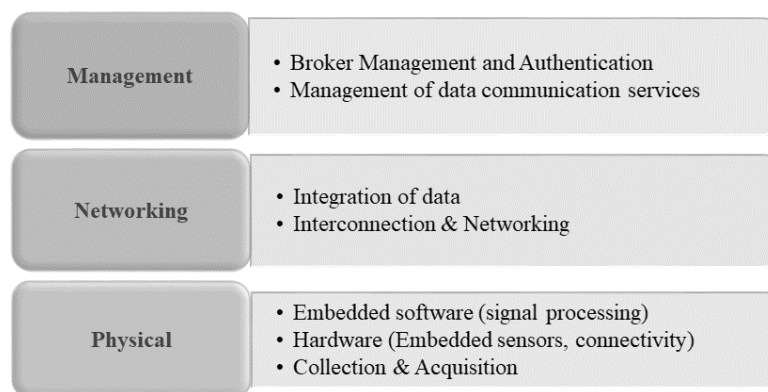 Management
• Broker Management and Authentication
• Management of data communication services
Networking
• Integration of data
• Interconnection & Networking
Physical
• Embedded software (signal processing)
• Hardware (Embedded sensors, connectivity)
• Collection & Acquisition